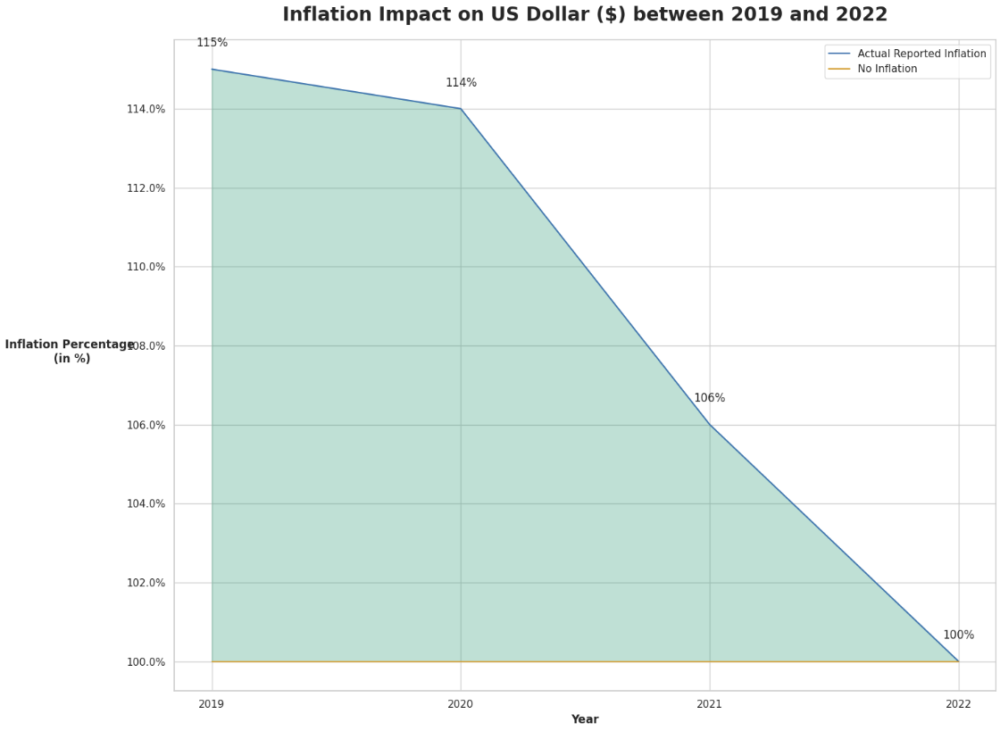 Inflation Impact on US Dollar ($) between 2019 and 2022
115%
Actual Reported Inflation
No Inflation
114%
114.0%
112.0%
110.0%
Inflation Percentage
(in %)
108.0%
106%
106.0%
104.0%
102.0%
100%
100.0%
2019 2020 2021 2022
Year